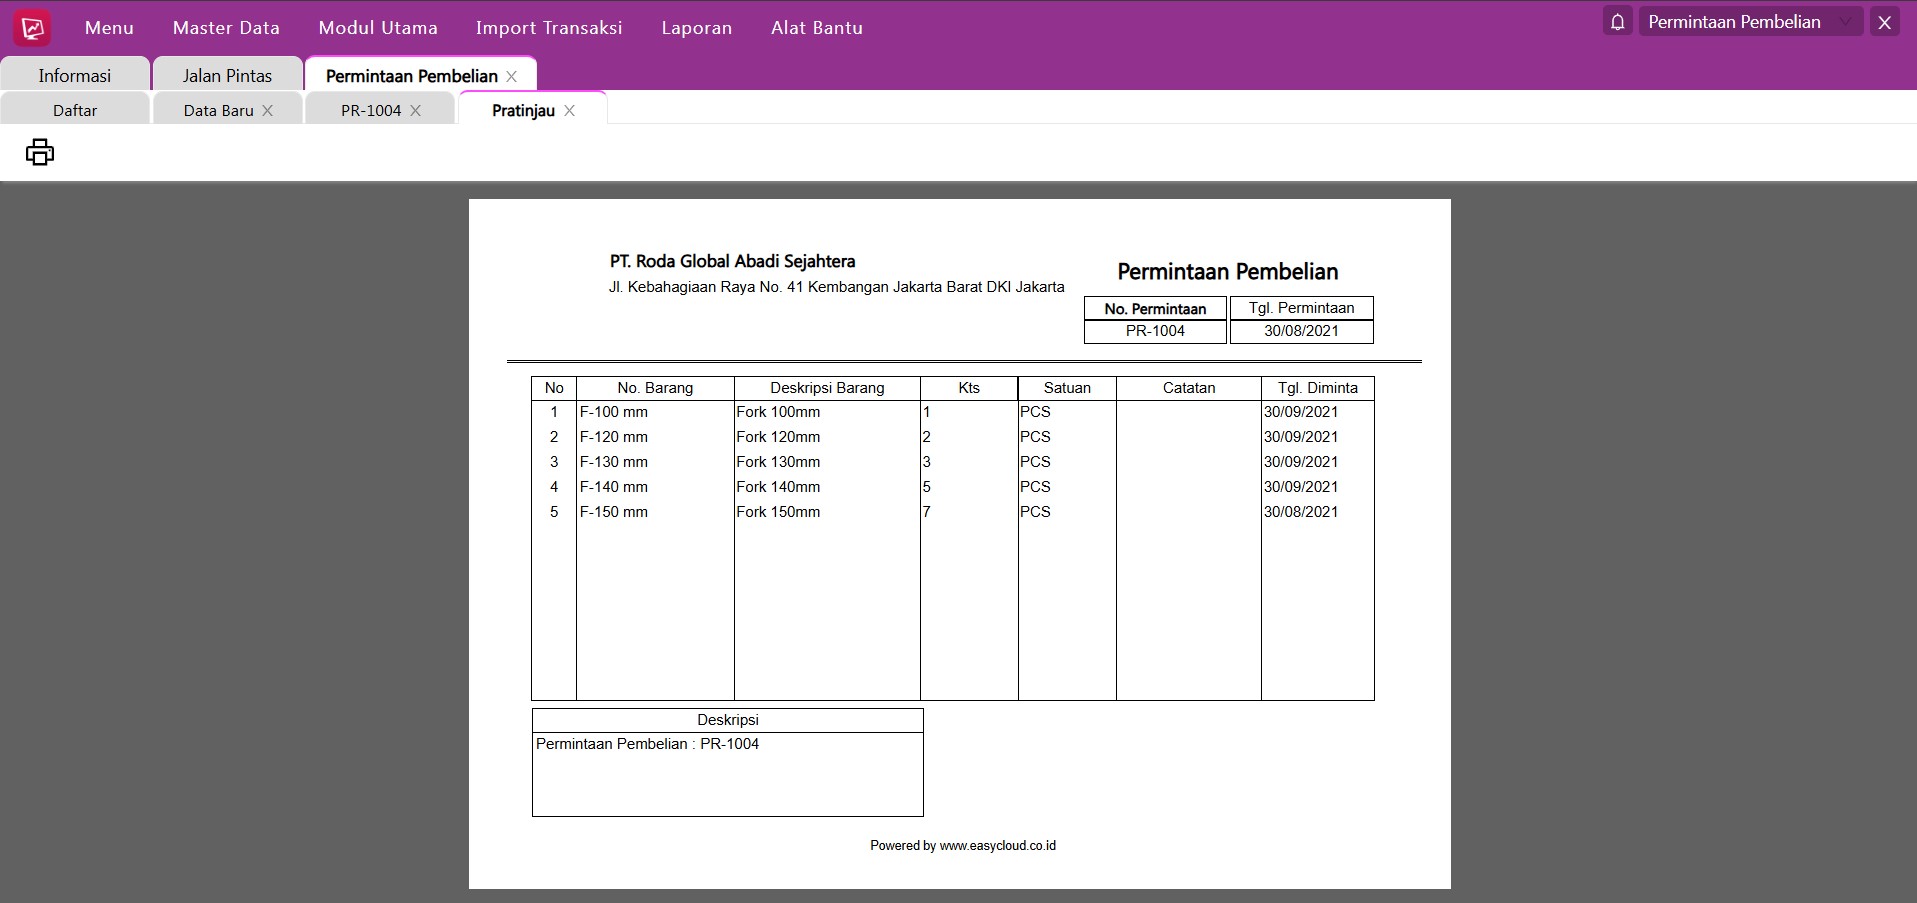 Menu Master Data Modul Utama Import Transaksi Laporan Alat Bantu Permintaan Pembelian X
Informasi Jalan Pintas Permintaan Pembelian X
Daftar Data Baru X PR-1004 X Pratinjau X
PT. Roda Global Abadi Sejahtera
Jl. Kebahagiaan Raya No. 41 Kembangan Jakarta Barat DKI Jakarta
Permintaan Pembelian
No. Permintaan Tgl. Permintaan
PR-1004 30/08/2021
No No. Barang Deskripsi Barang Kts Satuan Catatan Tgl. Diminta
1 F-100 mm Fork 100mm 1 PCS 30/09/2021
2 F-120 mm Fork 120mm 2 PCS 30/09/2021
3 F-130 mm Fork 130mm 3 PCS 30/09/2021
4 F-140 mm Fork 140mm 5 PCS 30/09/2021
5 F-150 mm Fork 150mm 7 PCS 30/08/2021
Deskripsi
Permintaan Pembelian : PR-1004
Powered by www.easycloud.co.id